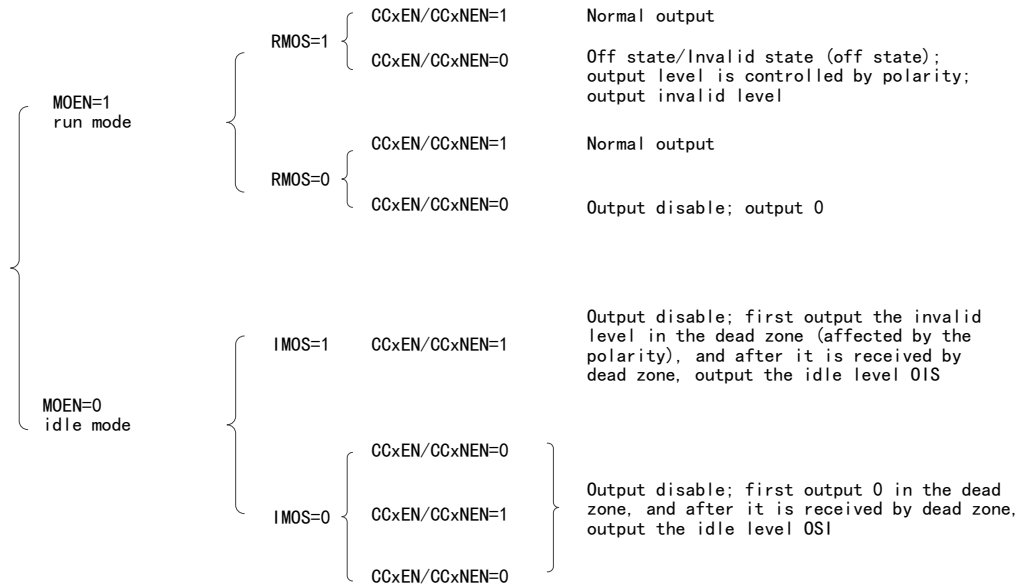 CCxEN/CCxNEN=1 Normal output
RMOS=1
CCxEN/CCxNEN=0 Off state/Invalid state (off state);
output level is controlled by polarity;
output invalid level
MOEN=1
run mode
CCxEN/CCxNEN=1 Normal output
RMOS=0
CCxEN/CCxNEN=0 Output disable; output 0
Output disable; first output the invalid
level in the dead zone (affected by the
polarity), and after it is received by
dead zone, output the idle level OIS
IMOS=1 CCxEN/CCxNEN=1
MOEN=0
idle mode
CCxEN/CCxNEN=0
IMOS=0 CCxEN/CCxNEN=1
CCxEN/CCxNEN=0
Output disable; first output 0 in the dead
zone, and after it is received by dead zone,
output the idle level OSI